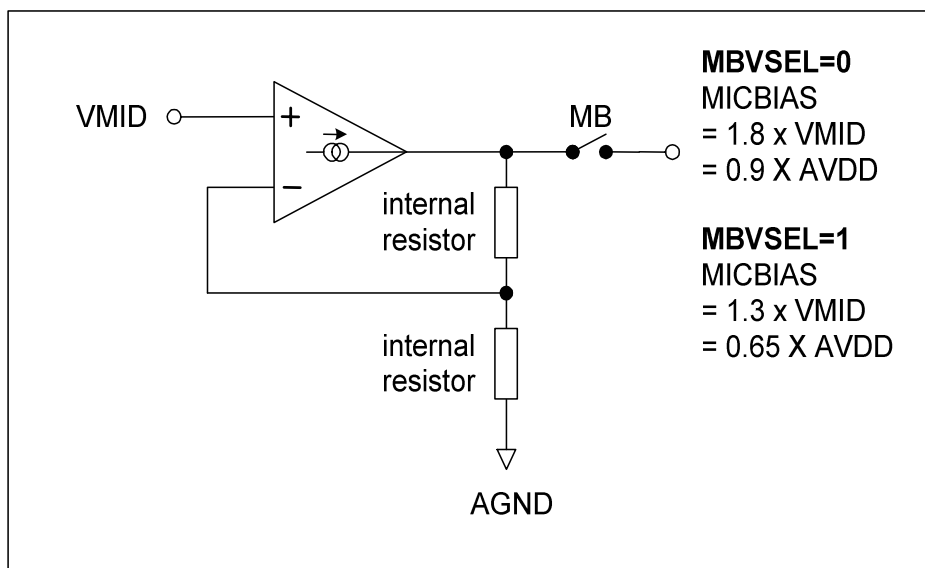 VMID
+
−
MB
internal
resistor
internal
resistor
AGND
MBVSEL=0
MICBIAS
= 1.8 x VMID
= 0.9 X AVDD
MBVSEL=1
MICBIAS
= 1.3 x VMID
= 0.65 X AVDD